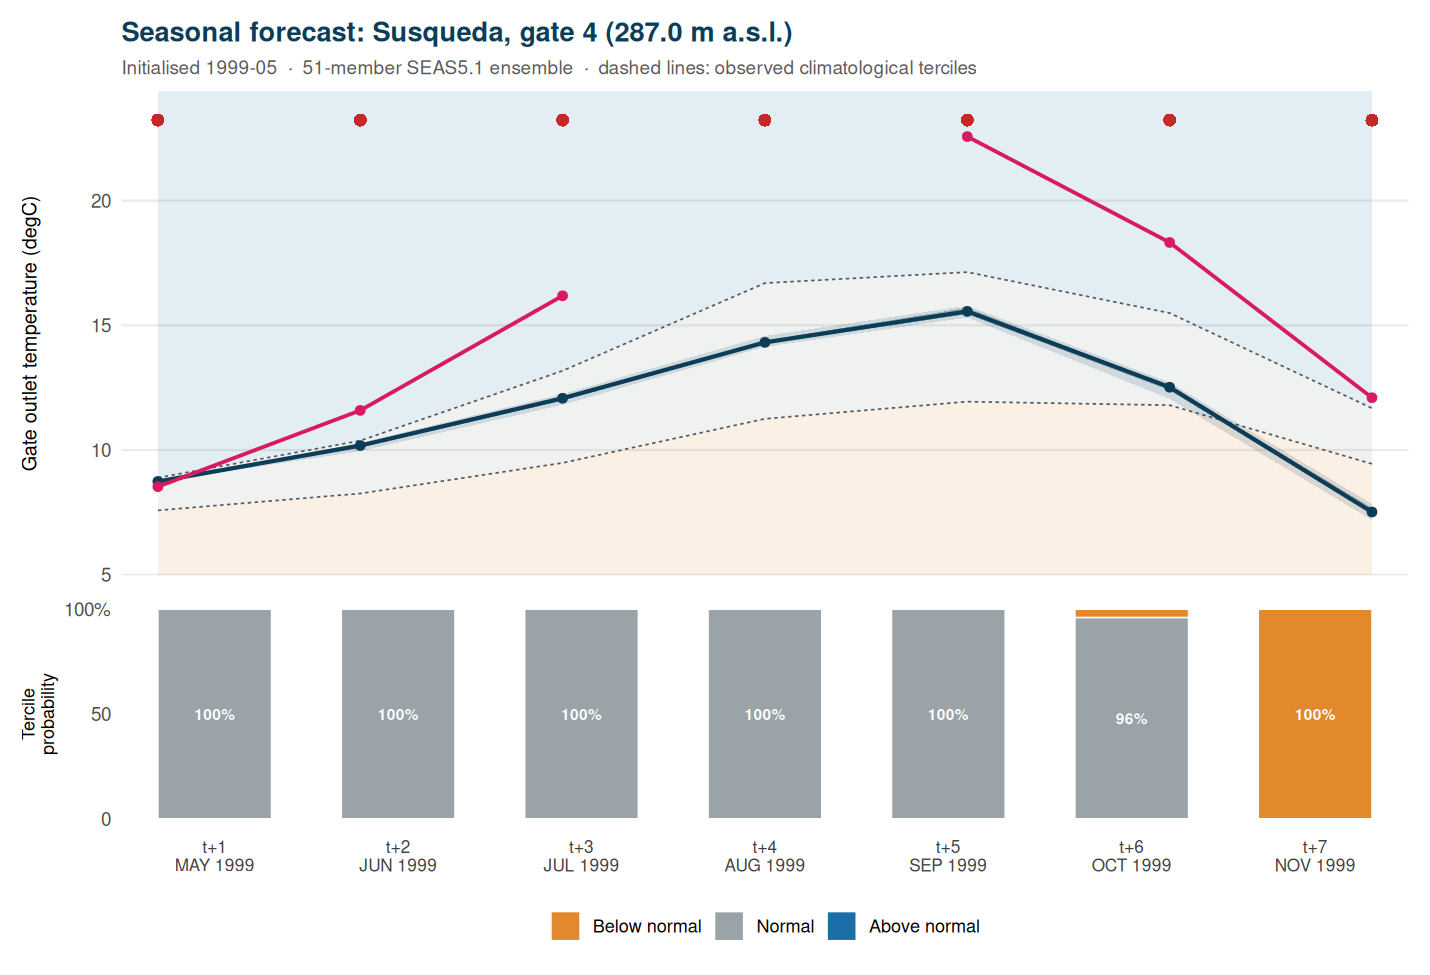 Seasonal forecast: Susqueda, gate 4 (287.0 m a.s.l.)
Initialised 1999-05 · 51-member SEAS5.1 ensemble · dashed lines: observed climatological terciles
Gate outlet temperature (degC)
20
15
10
5
Tercile
probability
100%
50
0
100%
100%
100%
100%
100%
96%
100%
t+1
MAY 1999
t+2
JUN 1999
t+3
JUL 1999
t+4
AUG 1999
t+5
SEP 1999
t+6
OCT 1999
t+7
NOV 1999
Below normal
Normal
Above normal